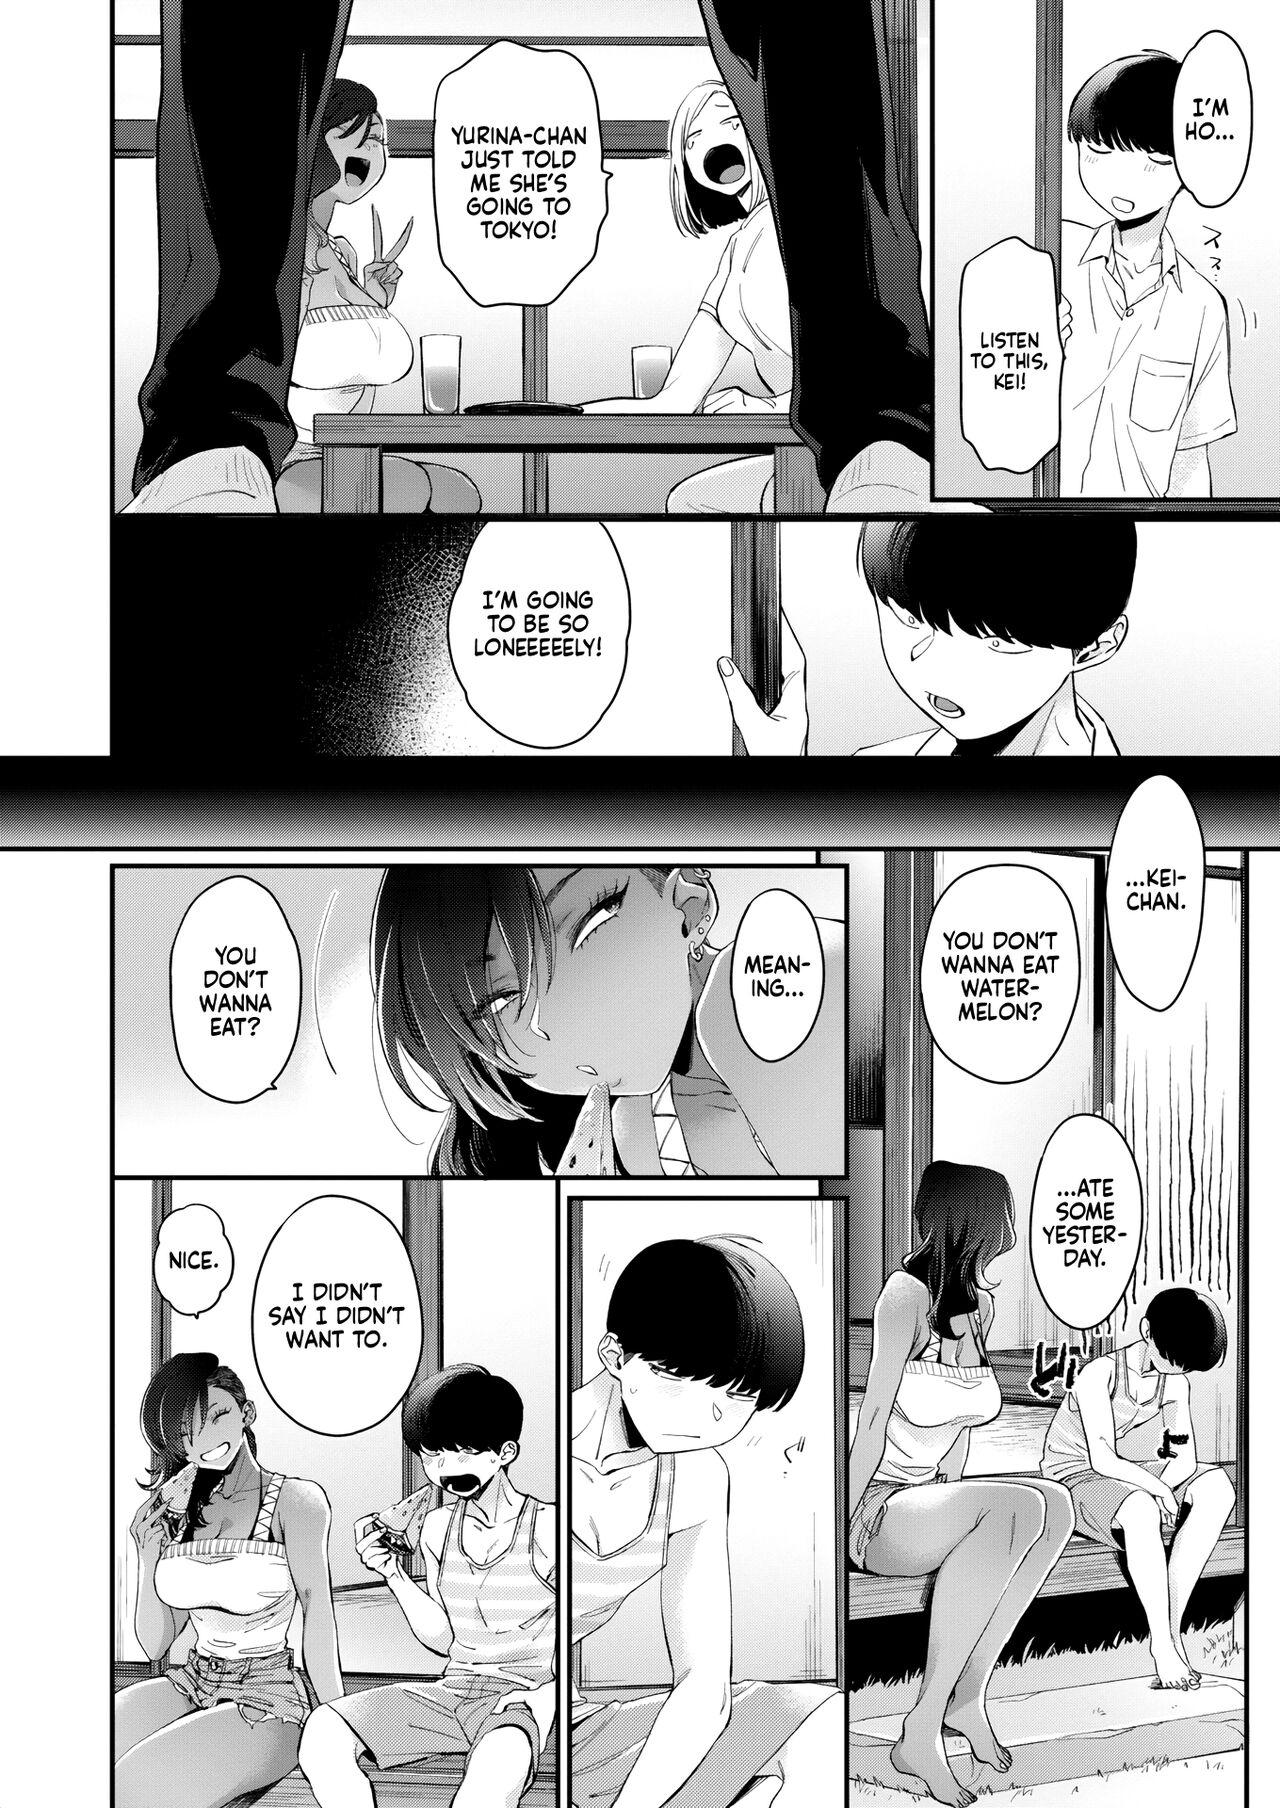 I'M
HO...
LISTEN
TO THIS,
KEI!
スス...
YURINA-CHAN
JUST TOLD
ME SHE'S
GOING TO
TOKYO!
I'M GOING
TO BE SO
LONEEEEELY!
...KEI-
CHAN.
YOU DON'T
WANNA EAT
WATER-
MELON?
...ATE
SOME
YESTER-
DAY.
MEAN-
ING...
YOU
DON'T
WANNA
EAT?
I DIDN'T
SAY I DIDN'T
WANT TO.
NICE.